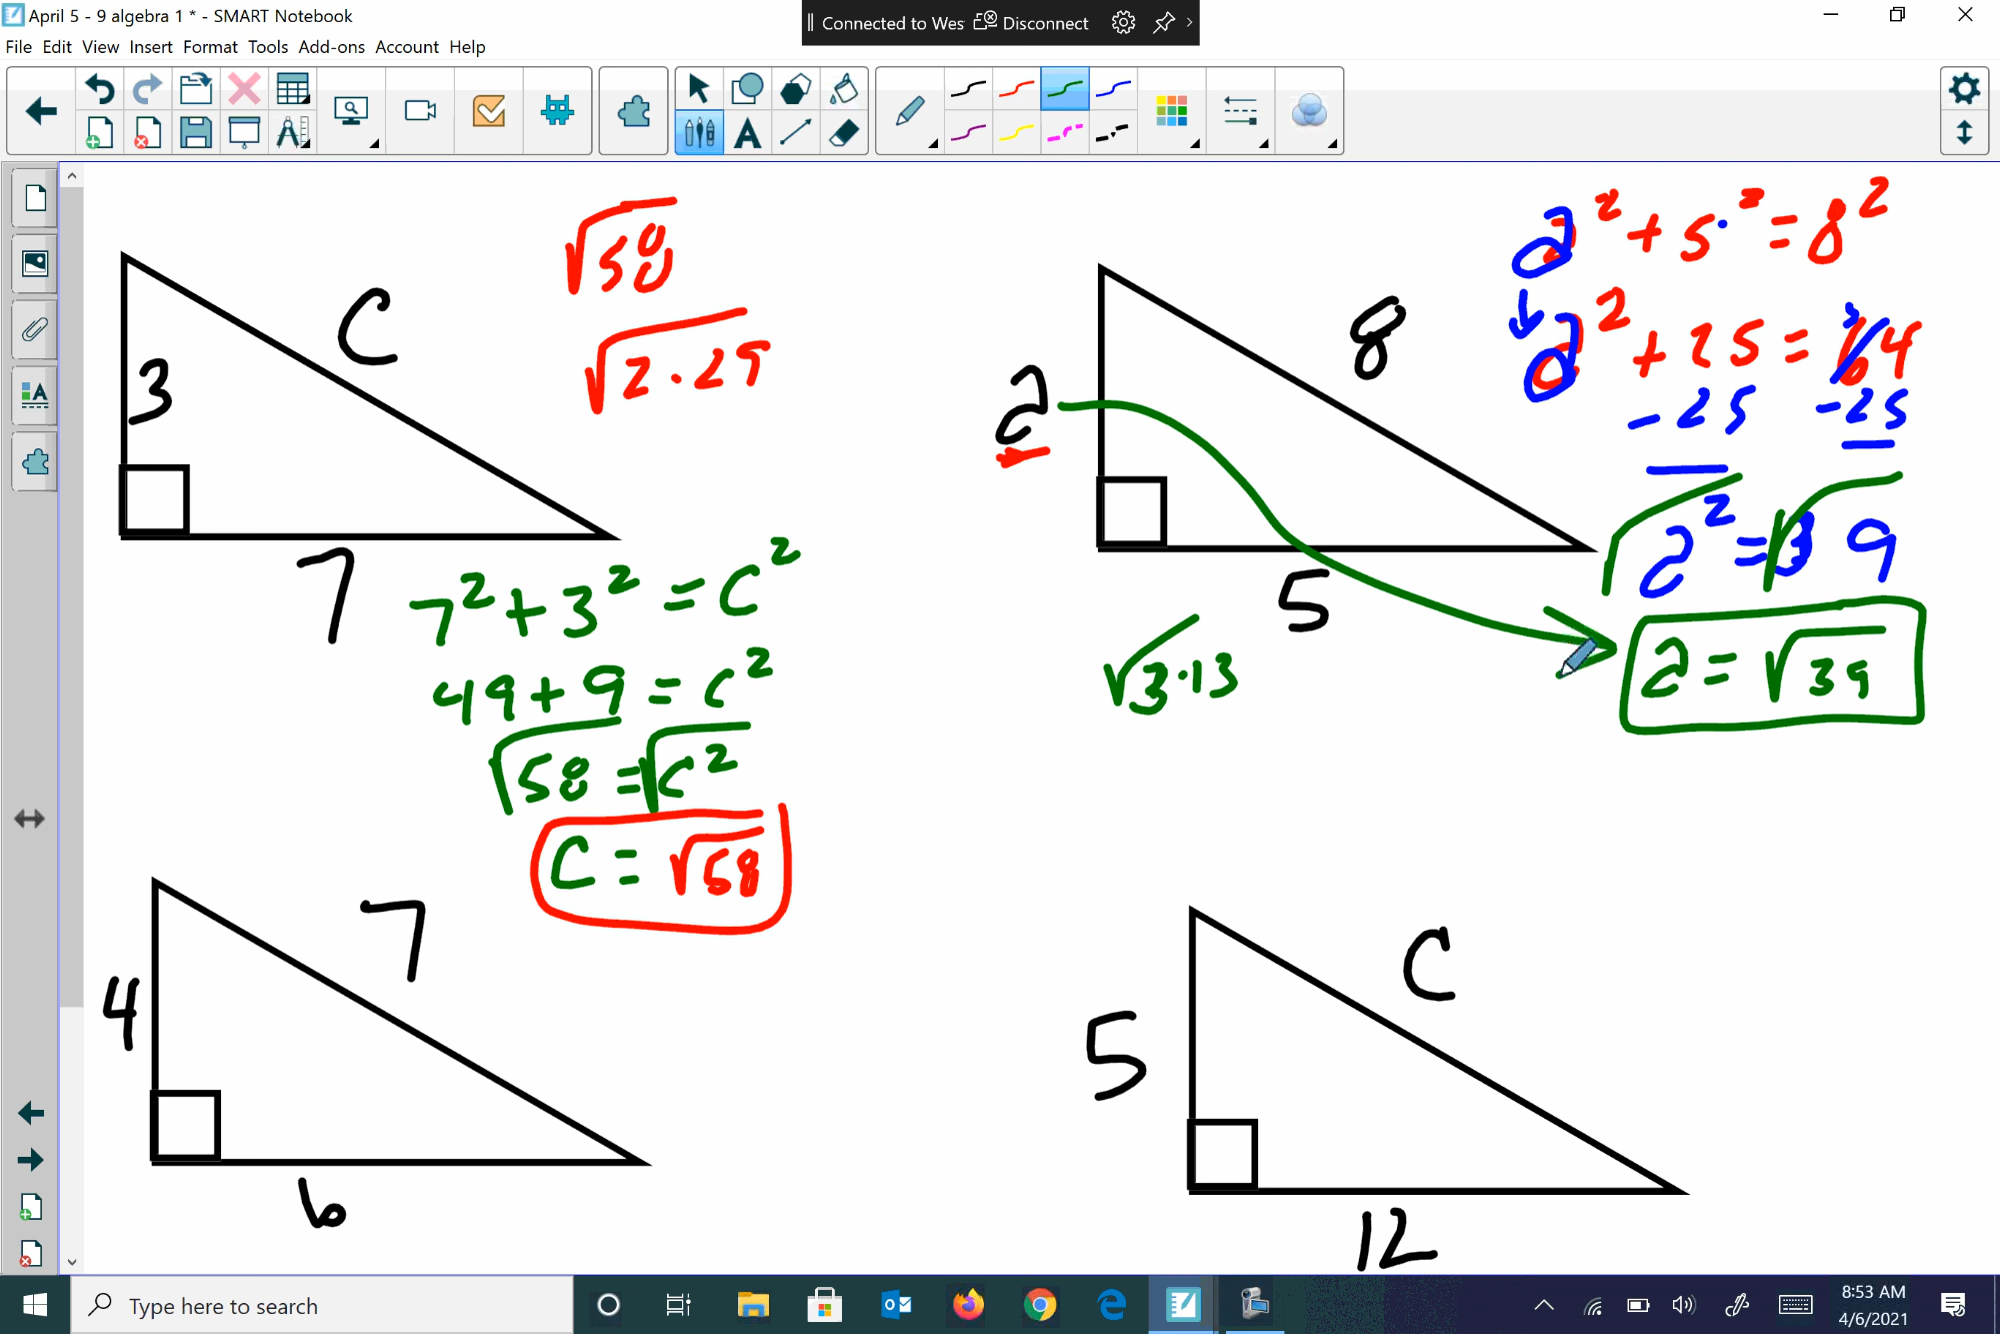 April 5 - 9 algebra 1 * - SMART Notebook
Connected to Wes Disconnect
File Edit View Insert Format Tools Add-ons Account Help
3
C
7
√58
√2·29
7² + 3² = C²
49 + 9 = C²
√58 = √C²
C = √58
a
8
5
a² + 5² = 8²
a² + 25 = 64
- 25 - 25
√a² = √39
a = √39
√3·13
4
7
6
5
C
12
Type here to search
8:53 AM
4/6/2021